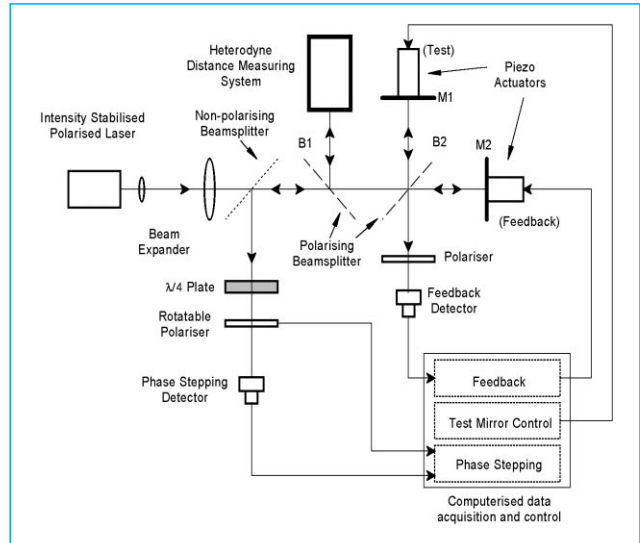 Heterodyne
Distance Measuring
System
(Test)
Piezo
Actuators
M1
Non-polarising
Beamsplitter
Intensity Stabilised
Polarised Laser
B1
B2
M2
(Feedback)
Beam
Expander
Polarising
Beamsplitter
Polariser
λ/4 Plate
Feedback
Detector
Rotatable
Polariser
Phase Stepping
Detector
Feedback
Test Mirror Control
Phase Stepping
Computerised data
acquisition and control